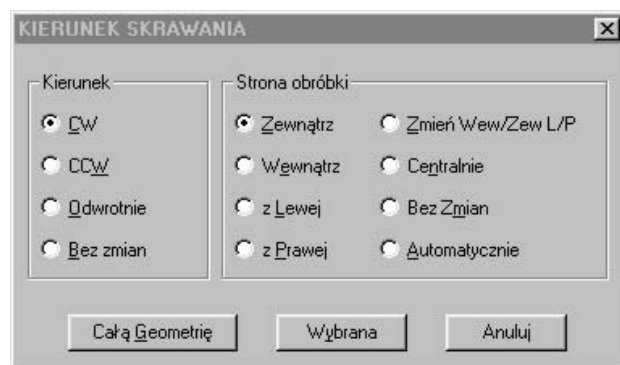 KIERUNEK SKRAWANIA
Kierunek
CW
CCW
Odwrotnie
Bez zmian
Strona obróbki
Zewnątrz
Wewnątrz
z Lewej
z Prawej
Zmień Wew/Zew L/P
Centralnie
Bez Zmian
Automatycznie
Całą Geometrię
Wybrana
Anuluj